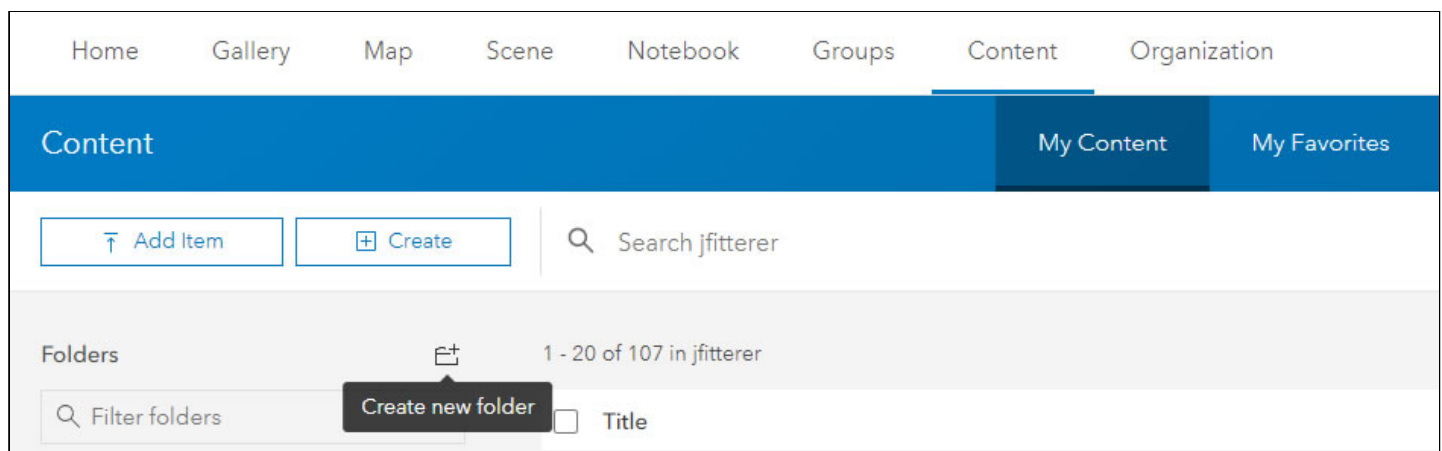 Home Gallery Map Scene Notebook Groups Content Organization
Content My Content My Favorites
Add Item Create Search jfitterer
Folders 1 - 20 of 107 in jfitterer
Filter folders Create new folder Title